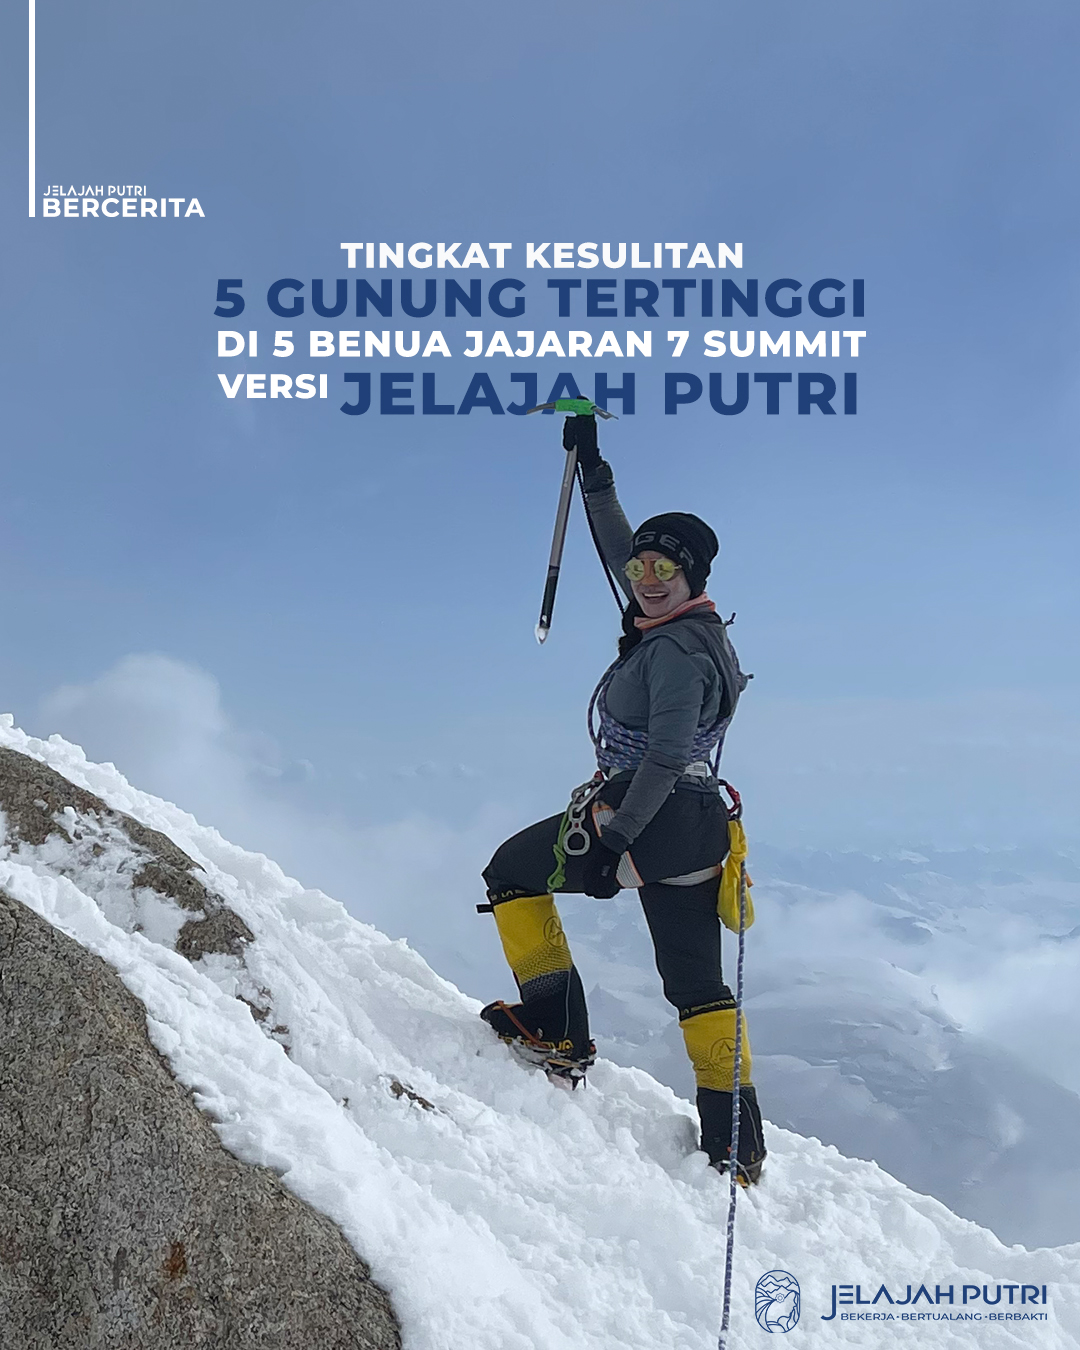 JELAJAH PUTRI
BERCERITA
TINGKAT KESULITAN
5 GUNUNG TERTINGGI
DI 5 BENUA JAJARAN 7 SUMMIT
VERSI JELAJAH PUTRI
JELAJAH PUTRI
BEKERJA•BERTUALANG•BERBAKTI